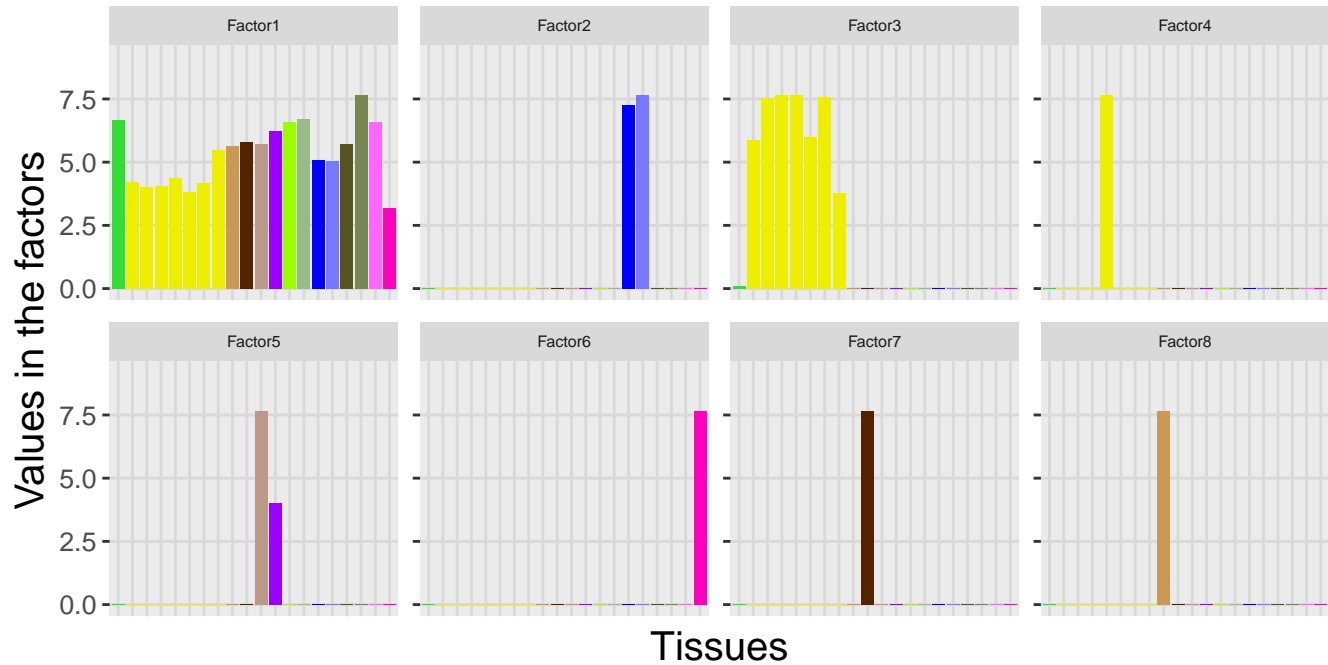 Factor1 Factor2 Factor3 Factor4
7.5
5.0
2.5
0.0
Values in the factors
Factor5 Factor6 Factor7 Factor8
7.5
5.0
2.5
0.0
Tissues